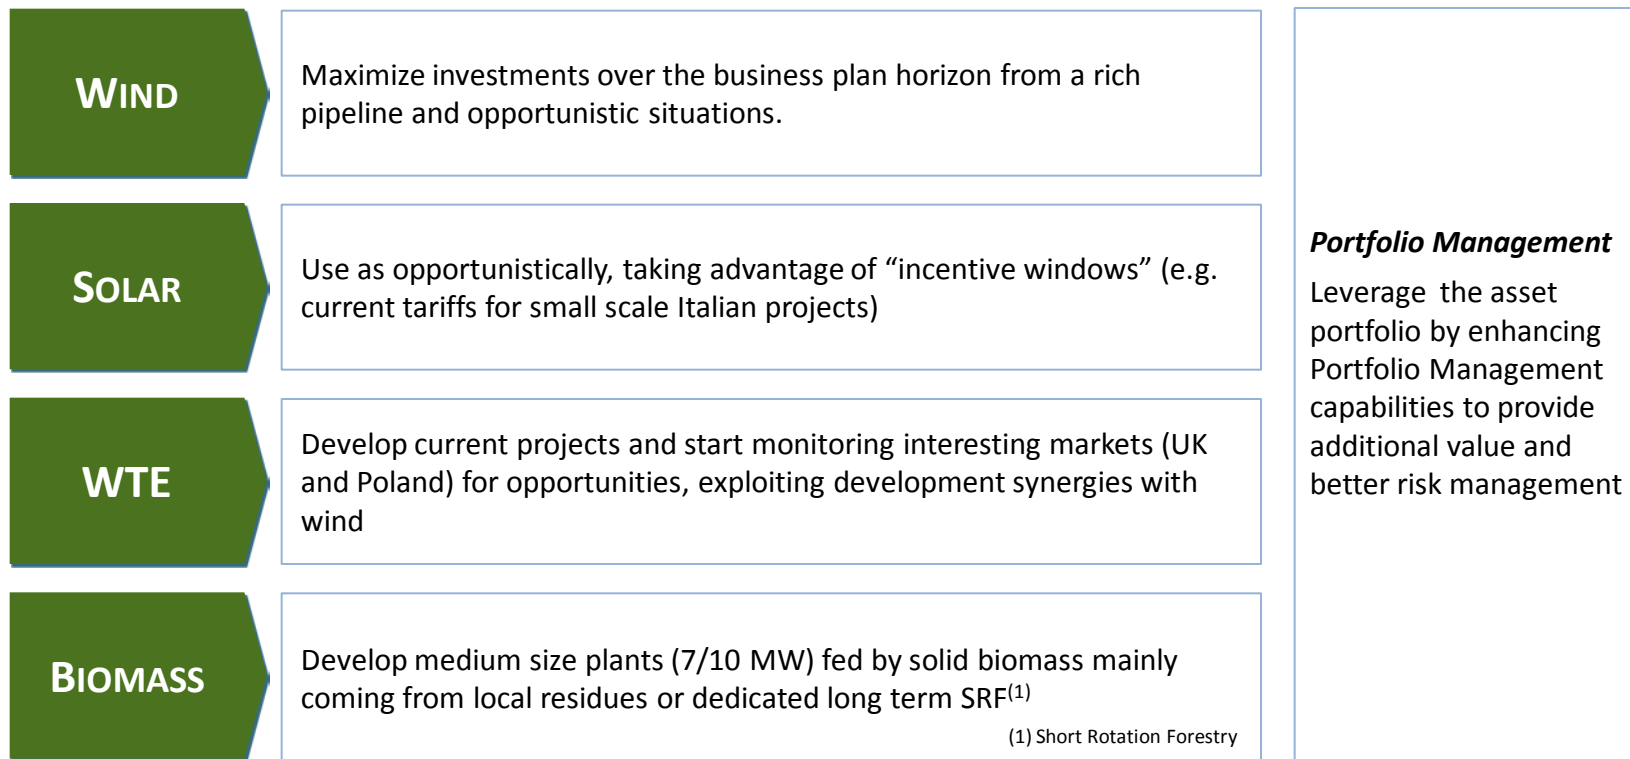 WIND
Maximize investments over the business plan horizon from a rich
pipeline and opportunistic situations.
SOLAR
Use as opportunistically, taking advantage of “incentive windows” (e.g.
current tariffs for small scale Italian projects)
WTE
Develop current projects and start monitoring interesting markets (UK
and Poland) for opportunities, exploiting development synergies with
wind
BIOMASS
Develop medium size plants (7/10 MW) fed by solid biomass mainly
coming from local residues or dedicated long term SRF(1)
(1) Short Rotation Forestry
Portfolio Management
Leverage the asset
portfolio by enhancing
Portfolio Management
capabilities to provide
additional value and
better risk management